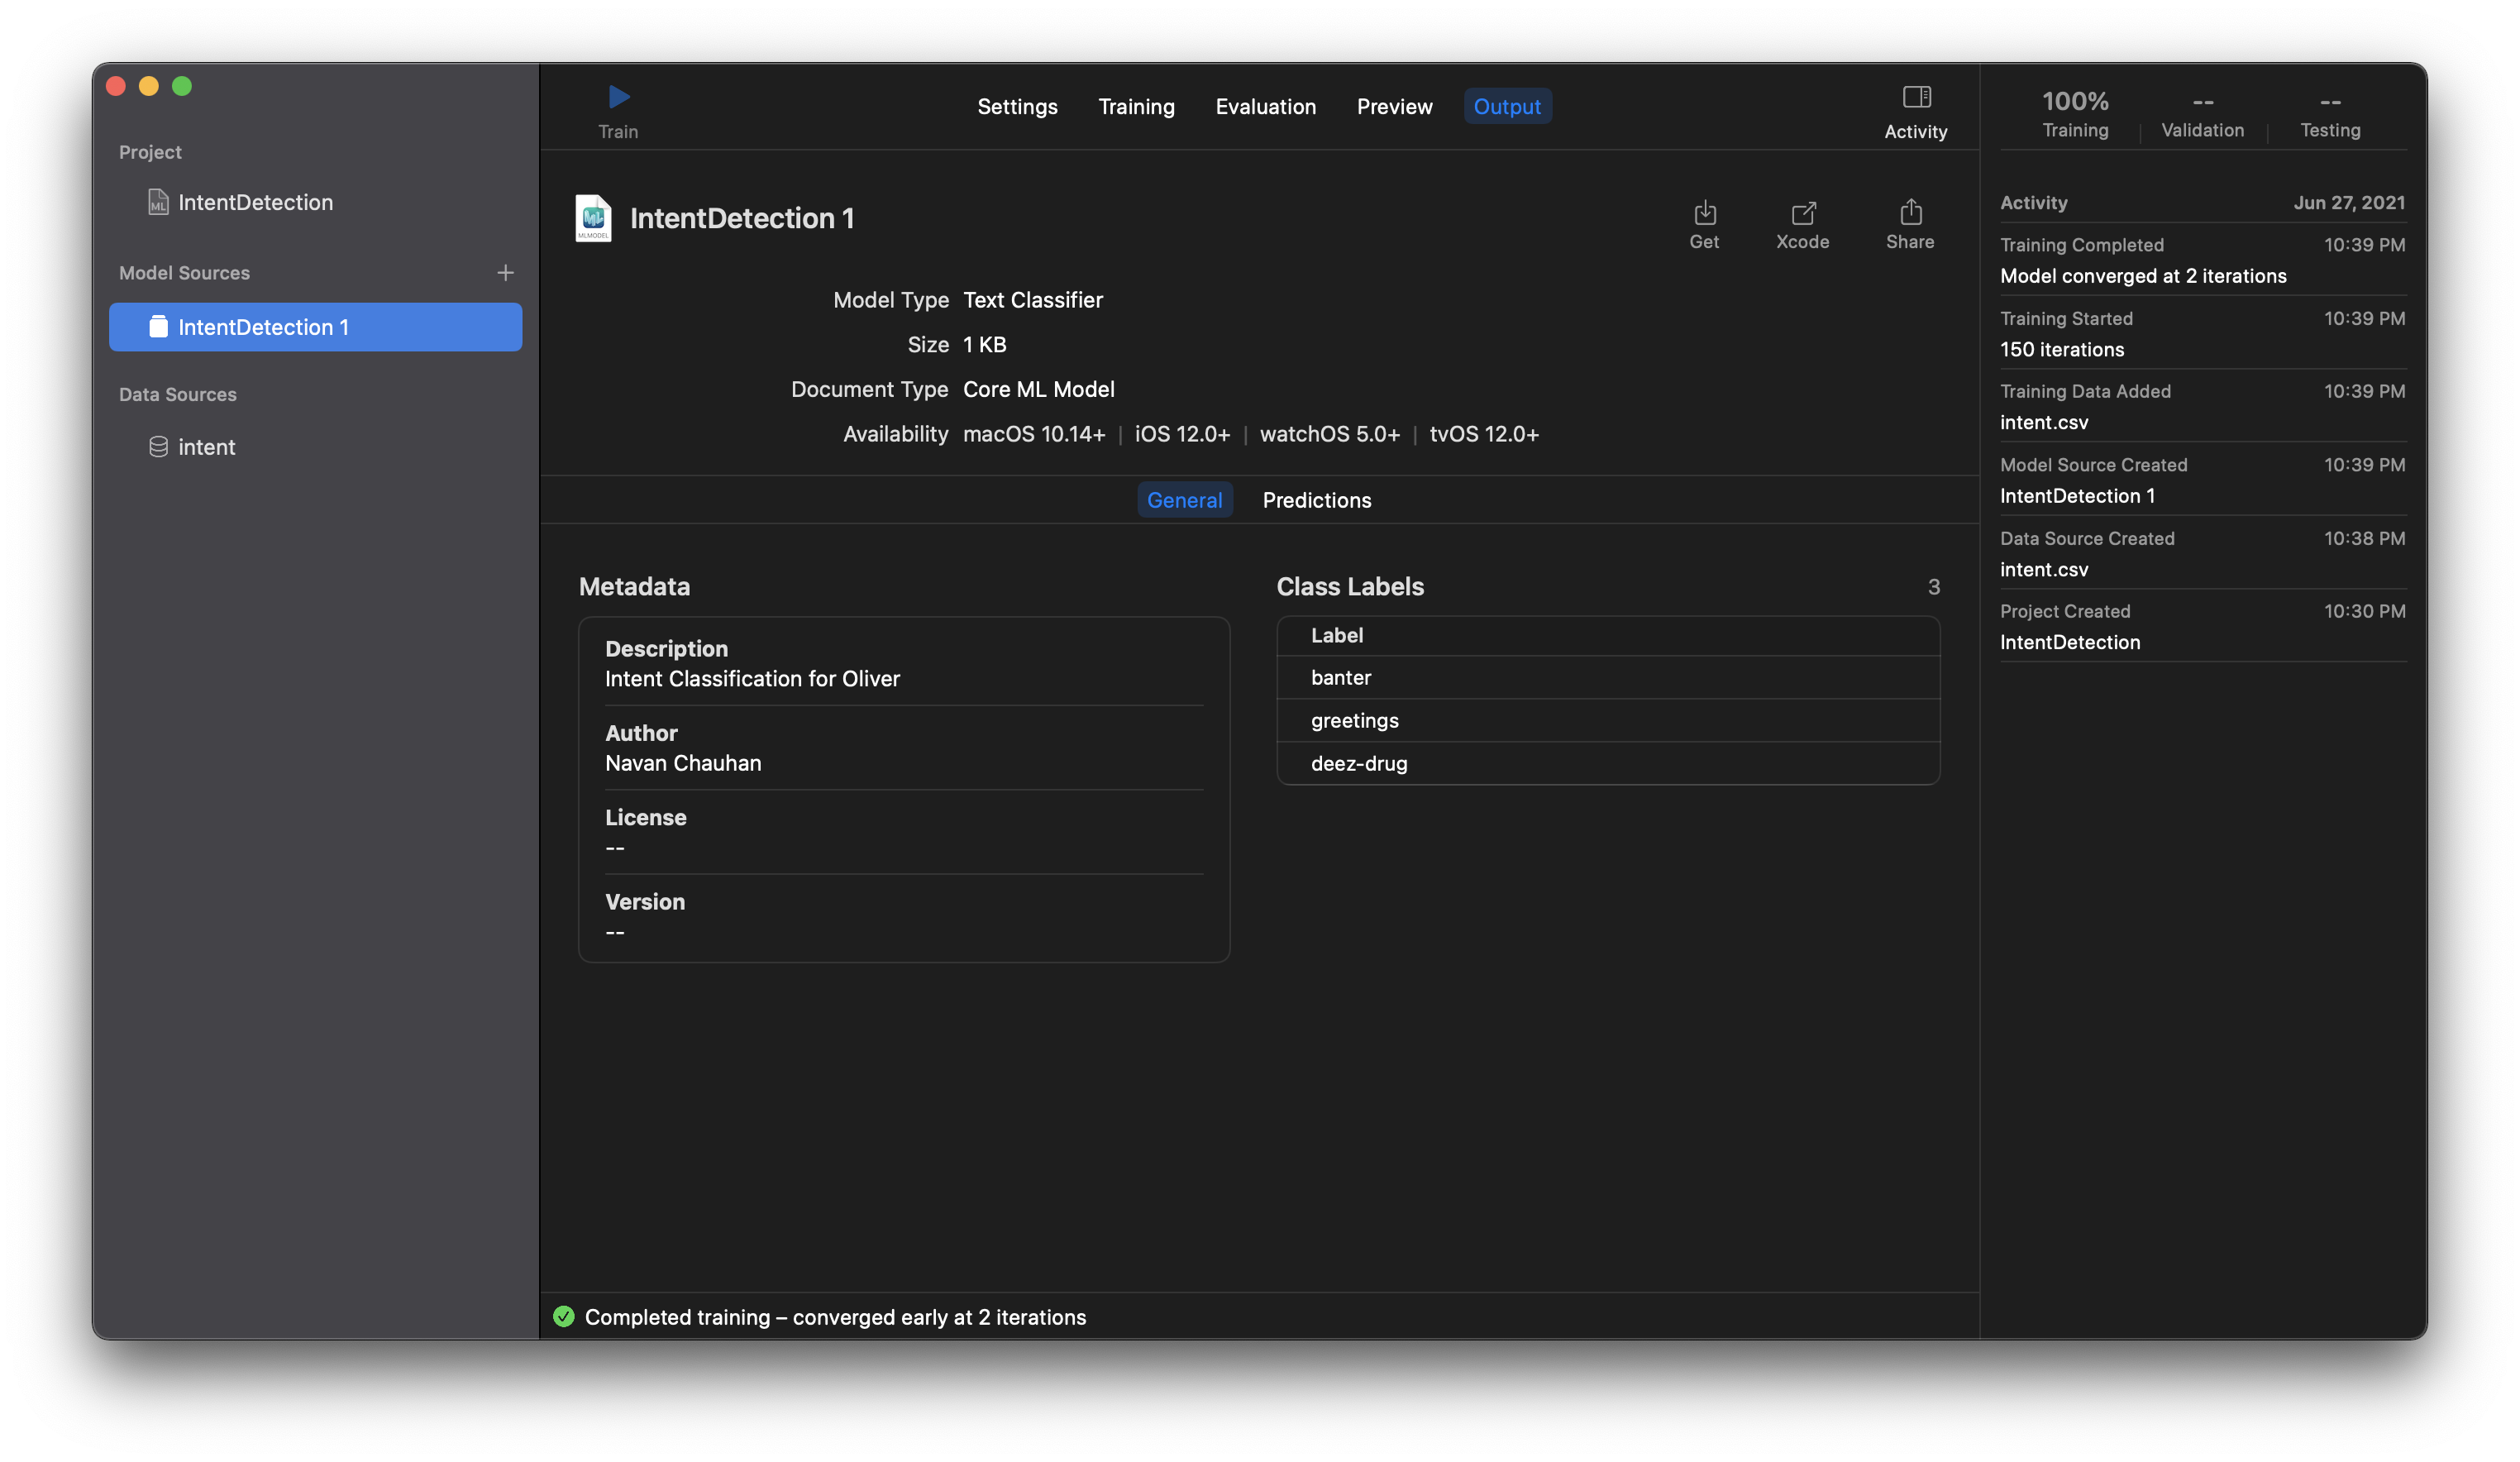 Project
ML
IntentDetection
Model Sources
IntentDetection 1
Data Sources
intent
Train
Settings Training Evaluation Preview Output
Activity
ML
MLMODEL
IntentDetection 1
Get Xcode Share
Model Type Text Classifier
Size 1 KB
Document Type Core ML Model
Availability macOS 10.14+ | iOS 12.0+ | watchOS 5.0+ | tvOS 12.0+
General Predictions
Metadata
Description
Intent Classification for Oliver
Author
Navan Chauhan
License
--
Version
--
Class Labels 3
Label
banter
greetings
deez-drug
Completed training – converged early at 2 iterations
100% -- --
Training Validation Testing
Activity Jun 27, 2021
Training Completed 10:39 PM
Model converged at 2 iterations
Training Started 10:39 PM
150 iterations
Training Data Added 10:39 PM
intent.csv
Model Source Created 10:39 PM
IntentDetection 1
Data Source Created 10:38 PM
intent.csv
Project Created 10:30 PM
IntentDetection